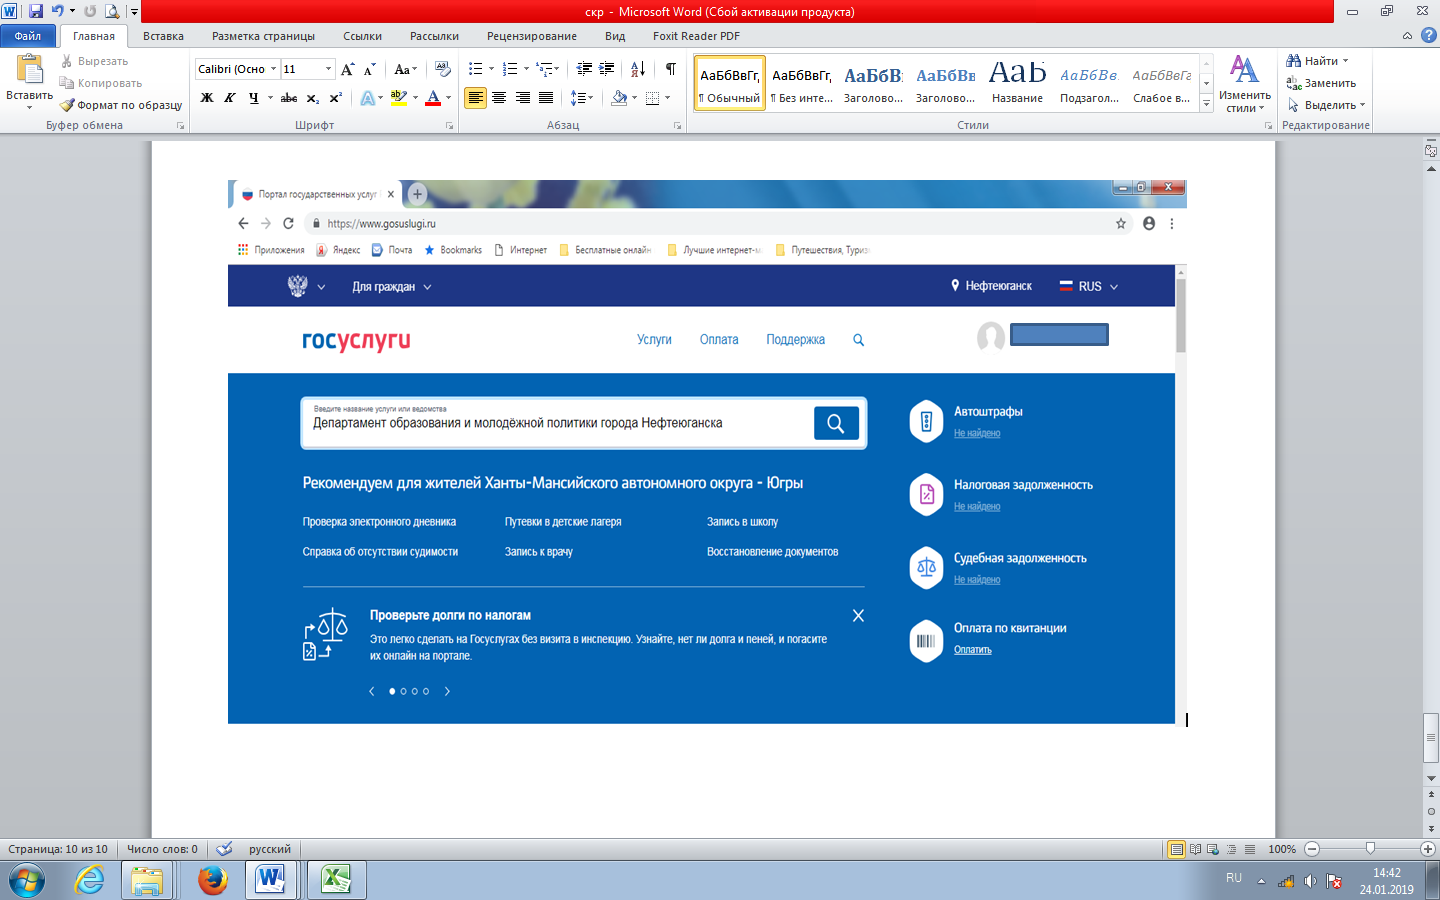 скр - Microsoft Word (Сбой активации продукта)
Файл Главная Вставка Разметка страницы Ссылки Рассылки Рецензирование Вид Foxit Reader PDF
Вставить
Вырезать
Копировать
Формат по образцу
Буфер обмена
Calibri (Осно 11
Ж К Ч abc x₂ x²
Шрифт
Абзац
АаБбВвГг, АаБбВвГг, АаБбВ АаБбВв АаБ АаБбВв. АаБбВвГг
¶ Обычный ¶ Без инте... Заголово... Заголово... Название Подзагол... Слабое в...
Стили
Изменить стили
Найти
Заменить
Выделить
Редактирование
Портал государственных услуг
https://www.gosuslugi.ru
Приложения Яндекс Почта Bookmarks Интернет Бесплатные онлайн Лучшие интернет-м Путешествия, Туриз
Для граждан Нефтеюганск RUS
госуслуги Услуги Оплата Поддержка
Введите название услуги или ведомства
Департамент образования и молодёжной политики города Нефтеюганска
Рекомендуем для жителей Ханты-Мансийского автономного округа - Югры
Проверка электронного дневника Путевки в детские лагеря Запись в школу
Справка об отсутствии судимости Запись к врачу Восстановление документов
Проверьте долги по налогам
Это легко сделать на Госуслугах без визита в инспекцию. Узнайте, нет ли долга и пеней, и погасите
их онлайн на портале.
Автоштрафы
Не найдено
Налоговая задолженность
Не найдено
Судебная задолженность
Не найдено
Оплата по квитанции
Оплатить
Страница: 10 из 10 Число слов: 0 русский 100%
RU 14:42
24.01.2019